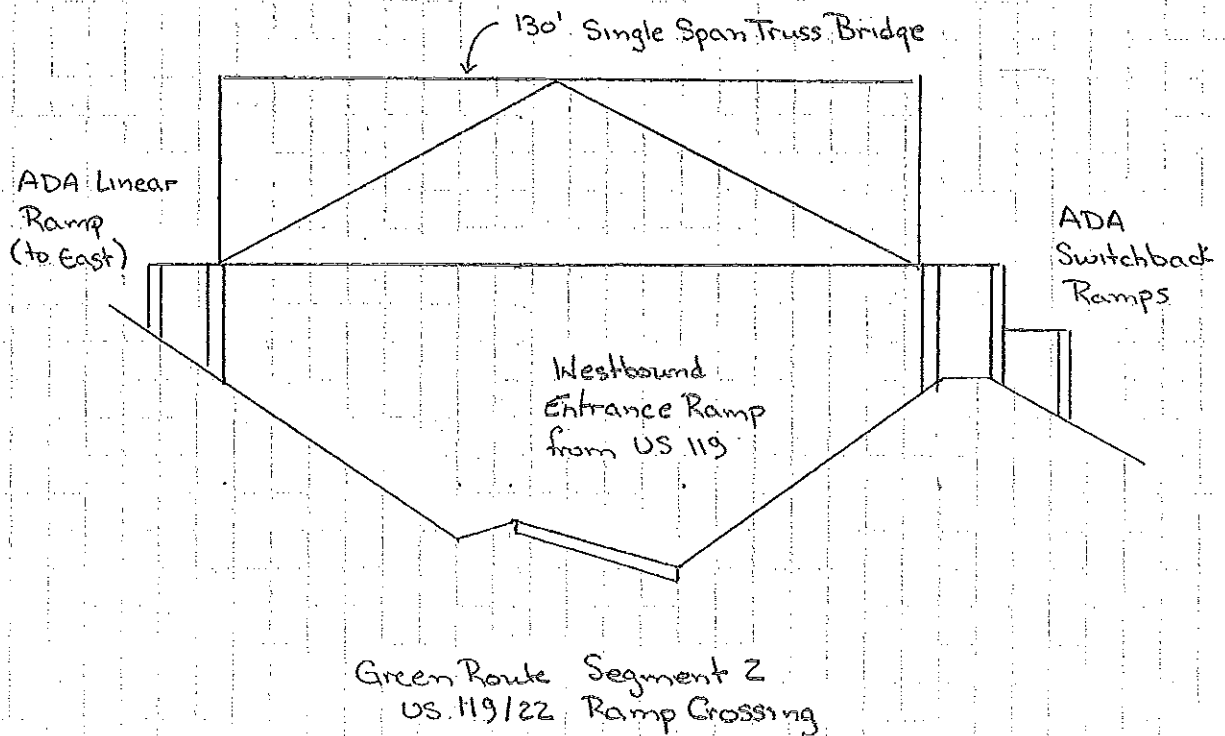 130' Single Span Truss Bridge
ADA Linear
Ramp
(to East)
ADA
Switchback
Ramps
Westbound
Entrance Ramp
from US 119
Green Route Segment 2
US 119/22 Ramp Crossing